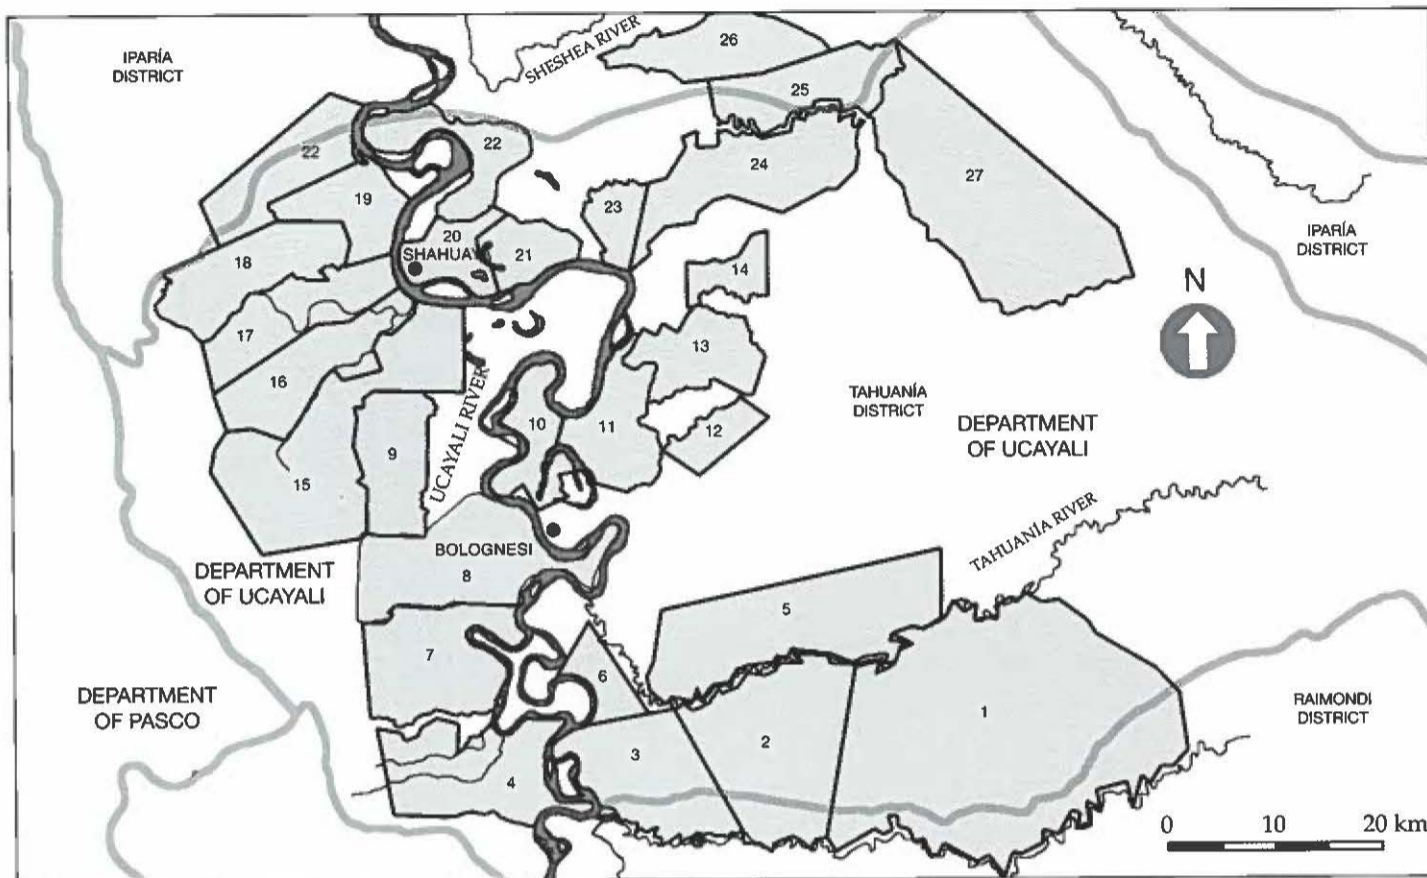 IPARÍA
DISTRICT
SHESHEA RIVER
26
25
22
22
24
27
19
23
20
SHAHUAYA
21
18
14
IPARÍA
DISTRICT
N
17
13
16
TAHUANÍA
DISTRICT
DEPARTMENT
OF UCAYALI
10
11
12
9
UCAYALI RIVER
15
TAHUANÍA RIVER
BOLOGNESI
8
DEPARTMENT
OF UCAYALI
5
7
6
DEPARTMENT
OF PASCO
1
RAIMONDI
DISTRICT
2
3
4
0 10 20 km